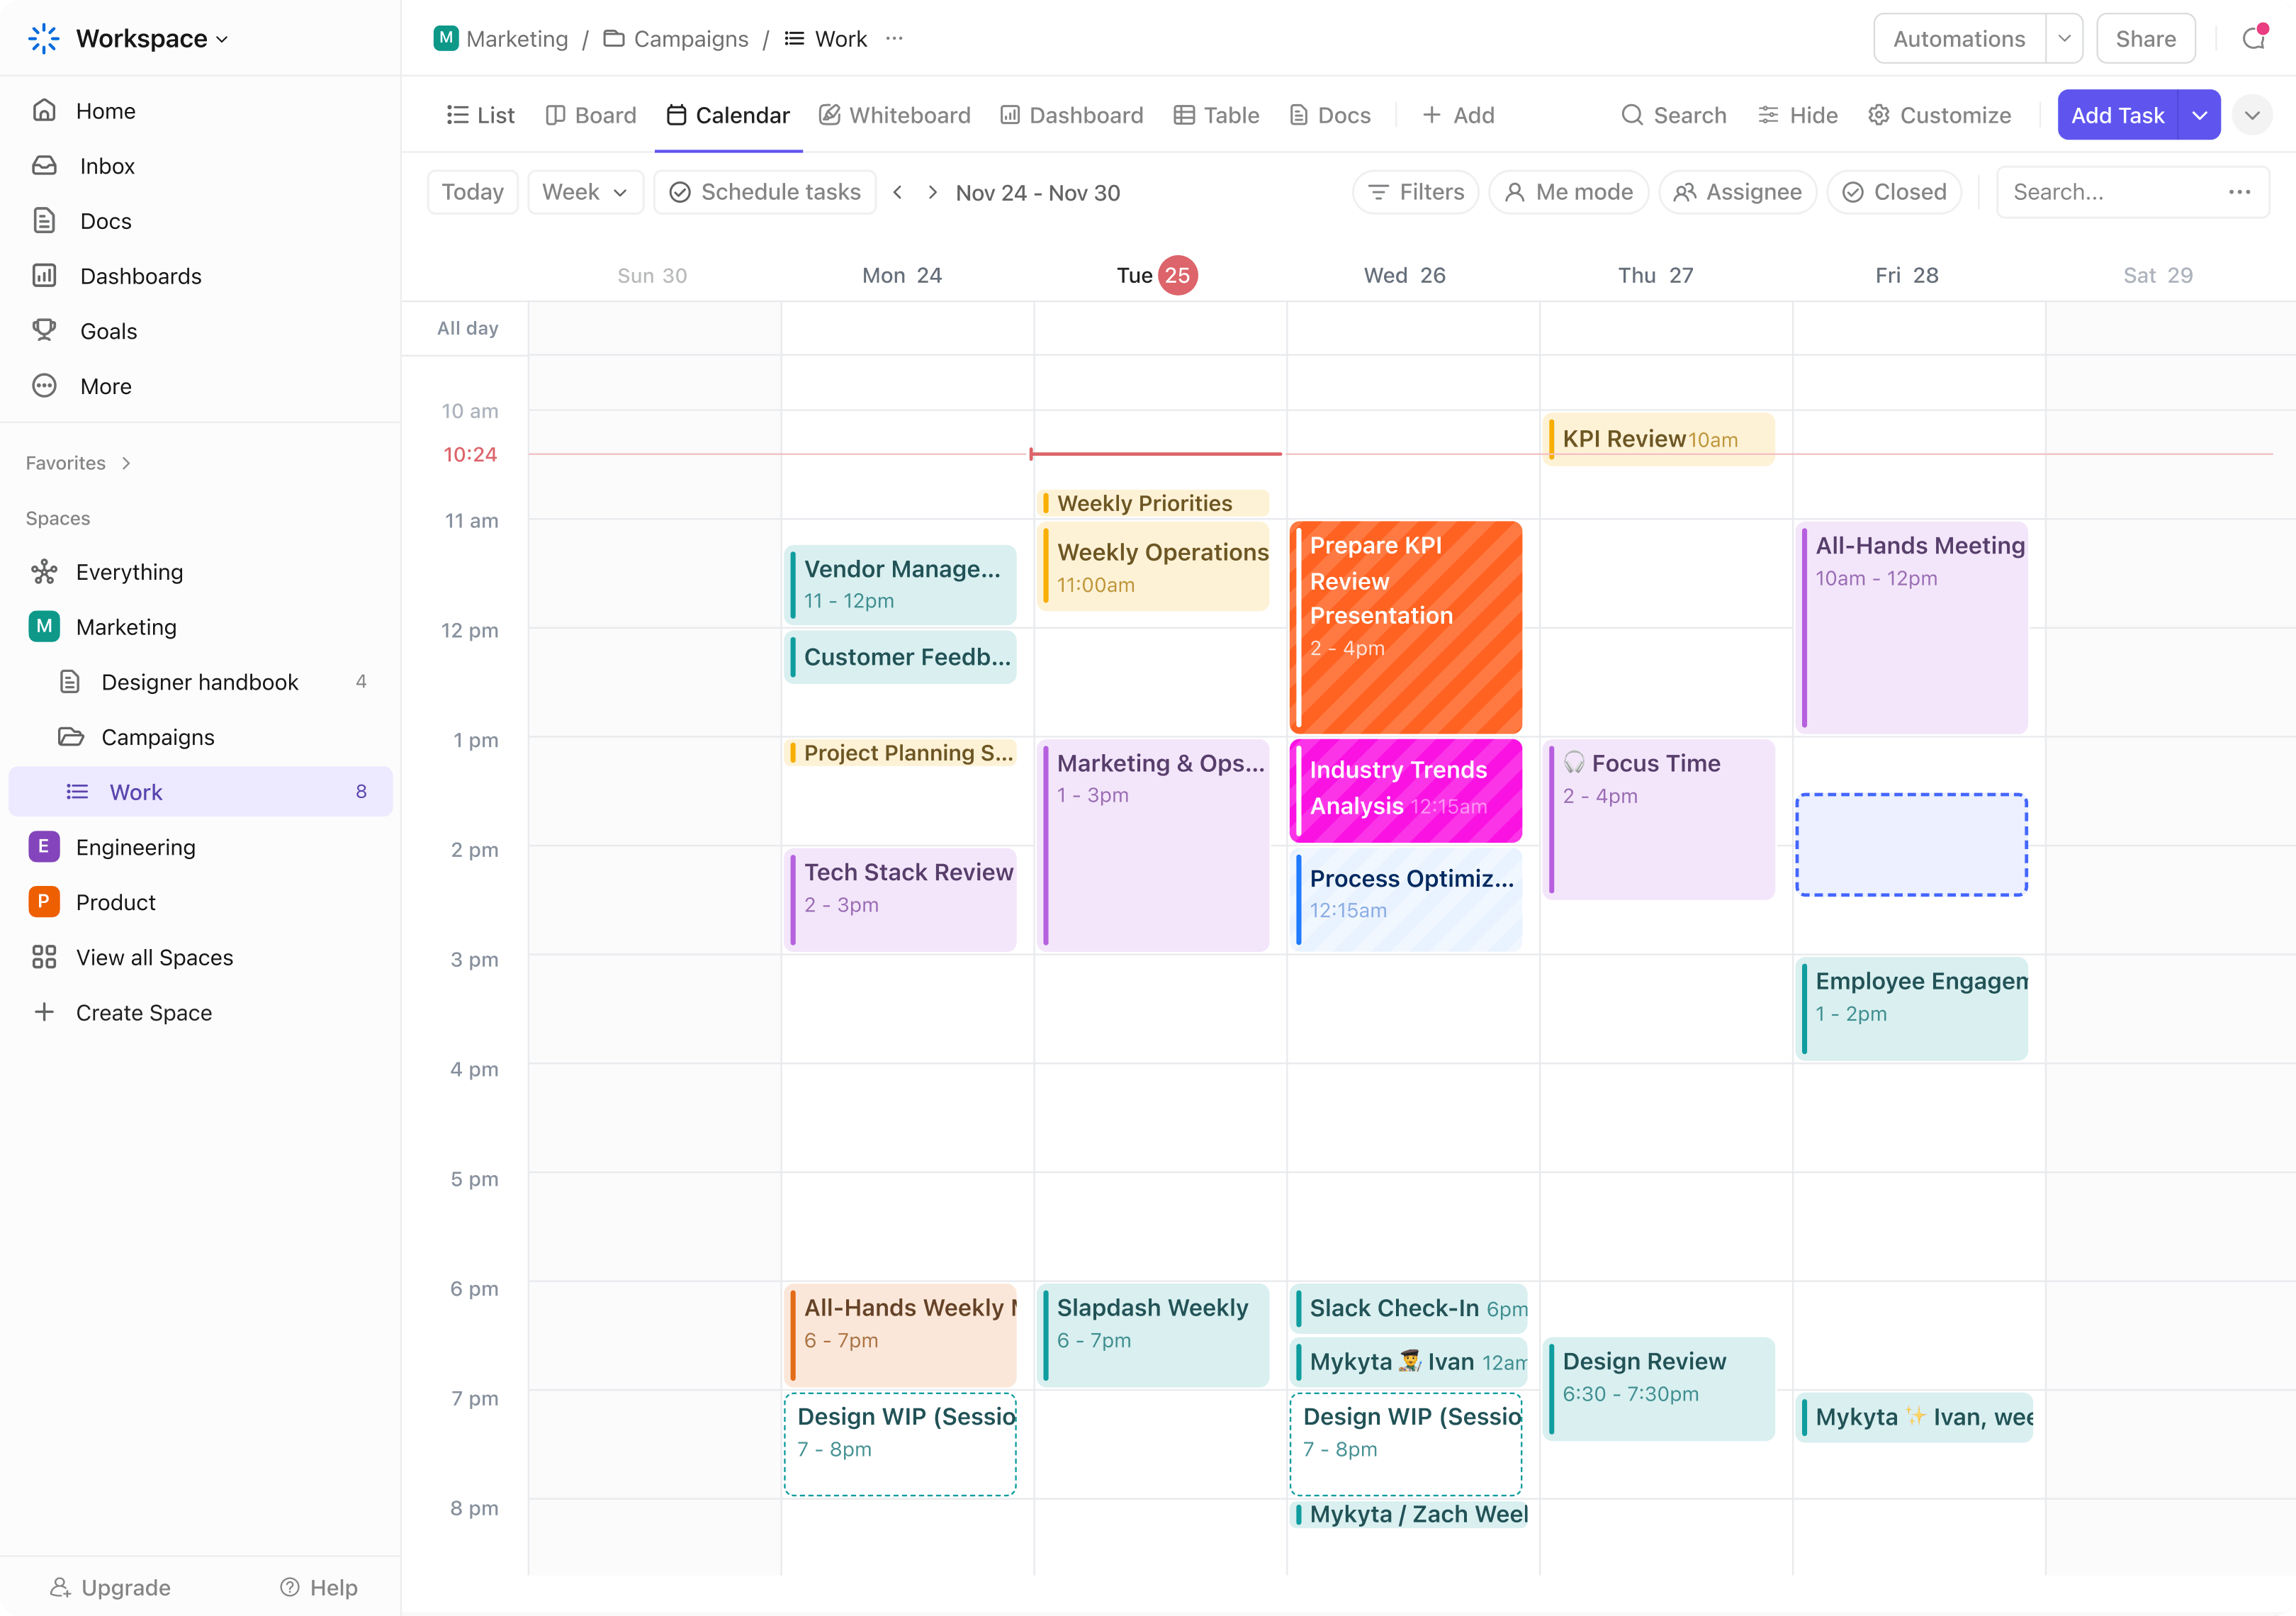 Workspace
M Marketing / Campaigns / Work ...
Automations
Share
Home
Inbox
Docs
Dashboards
Goals
More
Favorites
Spaces
Everything
M Marketing
Designer handbook 4
Campaigns
Work 8
E Engineering
P Product
View all Spaces
Create Space
Upgrade
Help
List Board Calendar Whiteboard Dashboard Table Docs + Add
Search Hide Customize Add Task
Today Week Schedule tasks < > Nov 24 - Nov 30
Filters Me mode Assignee Closed Search... ...
Sun 30 Mon 24 Tue 25 Wed 26 Thu 27 Fri 28 Sat 29
All day
10 am
10:24
11 am
12 pm
1 pm
2 pm
3 pm
4 pm
5 pm
6 pm
7 pm
8 pm
Vendor Manage...
11 - 12pm
Customer Feedb...
Project Planning S...
Tech Stack Review
2 - 3pm
All-Hands Weekly
6 - 7pm
Design WIP (Sessio
7 - 8pm
Weekly Priorities
Weekly Operations
11:00am
Marketing & Ops...
1 - 3pm
Slapdash Weekly
6 - 7pm
Prepare KPI
Review
Presentation
2 - 4pm
Industry Trends
Analysis 12:15am
Process Optimiz...
12:15am
Slack Check-In 6pm
Mykyta 👨‍🎨 Ivan 12am
Design WIP (Sessio
7 - 8pm
Mykyta / Zach Weel
KPI Review 10am
🎧 Focus Time
2 - 4pm
Design Review
6:30 - 7:30pm
All-Hands Meeting
10am - 12pm
Employee Engagem
1 - 2pm
Mykyta ✨ Ivan, wee